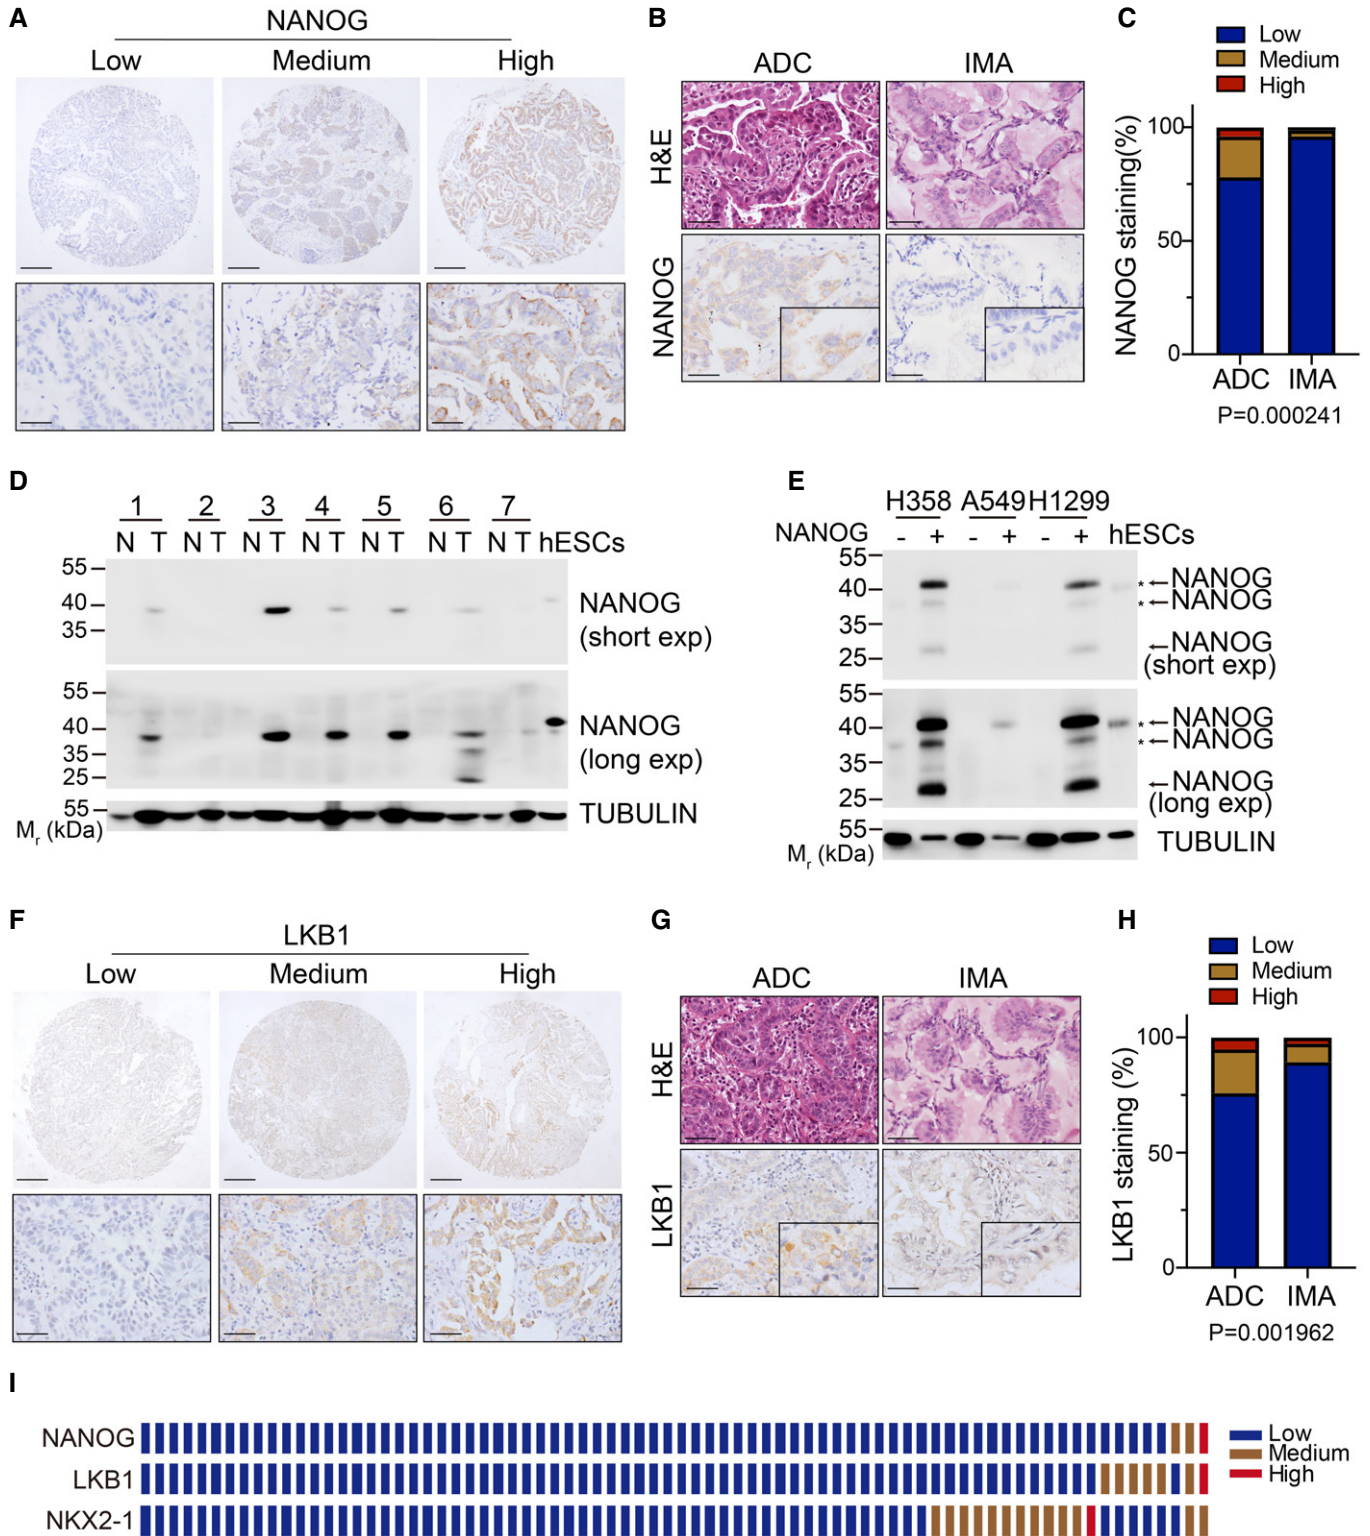 A
NANOG
Low Medium High
B
ADC IMA
H&E
NANOG
C
Low
Medium
High
NANOG staining(%)
100
50
0
ADC IMA
P=0.000241
D
1 2 3 4 5 6 7
N T N T N T N T N T N T N T hESCs
55
40
35
NANOG
(short exp)
55
40
35
25
NANOG
(long exp)
55
TUBULIN
Mr (kDa)
E
H358 A549 H1299
NANOG - + - + - + hESCs
55
40
35
25
*←NANOG
*←NANOG
←NANOG
(short exp)
55
40
35
25
*←NANOG
*←NANOG
←NANOG
(long exp)
55
TUBULIN
Mr (kDa)
F
LKB1
Low Medium High
G
ADC IMA
H&E
LKB1
H
Low
Medium
High
LKB1 staining (%)
100
50
0
ADC IMA
P=0.001962
I
NANOG
LKB1
NKX2-1
Low
Medium
High